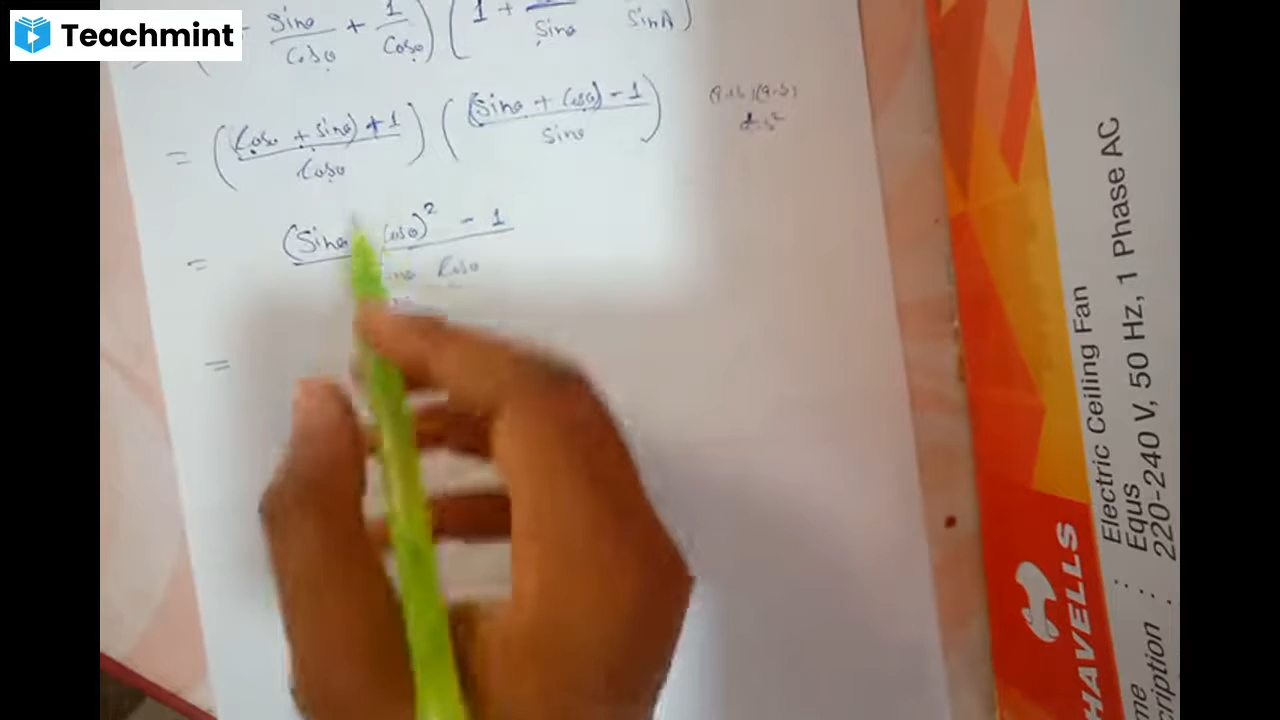 Teachmint
sinθ/cosθ + 1/cosθ ) ( 1 + /sinθ sinA )
= ( (cosθ + sinθ) + 1 / cosθ ) ( (sinθ + cosθ) - 1 / sinθ )
(a+b)(a-b)
= (sinθ cosθ)² - 1 / cosθ
=
HAVELLS
Electric Ceiling Fan
: Equs
: 220-240 V, 50 Hz, 1 Phase AC